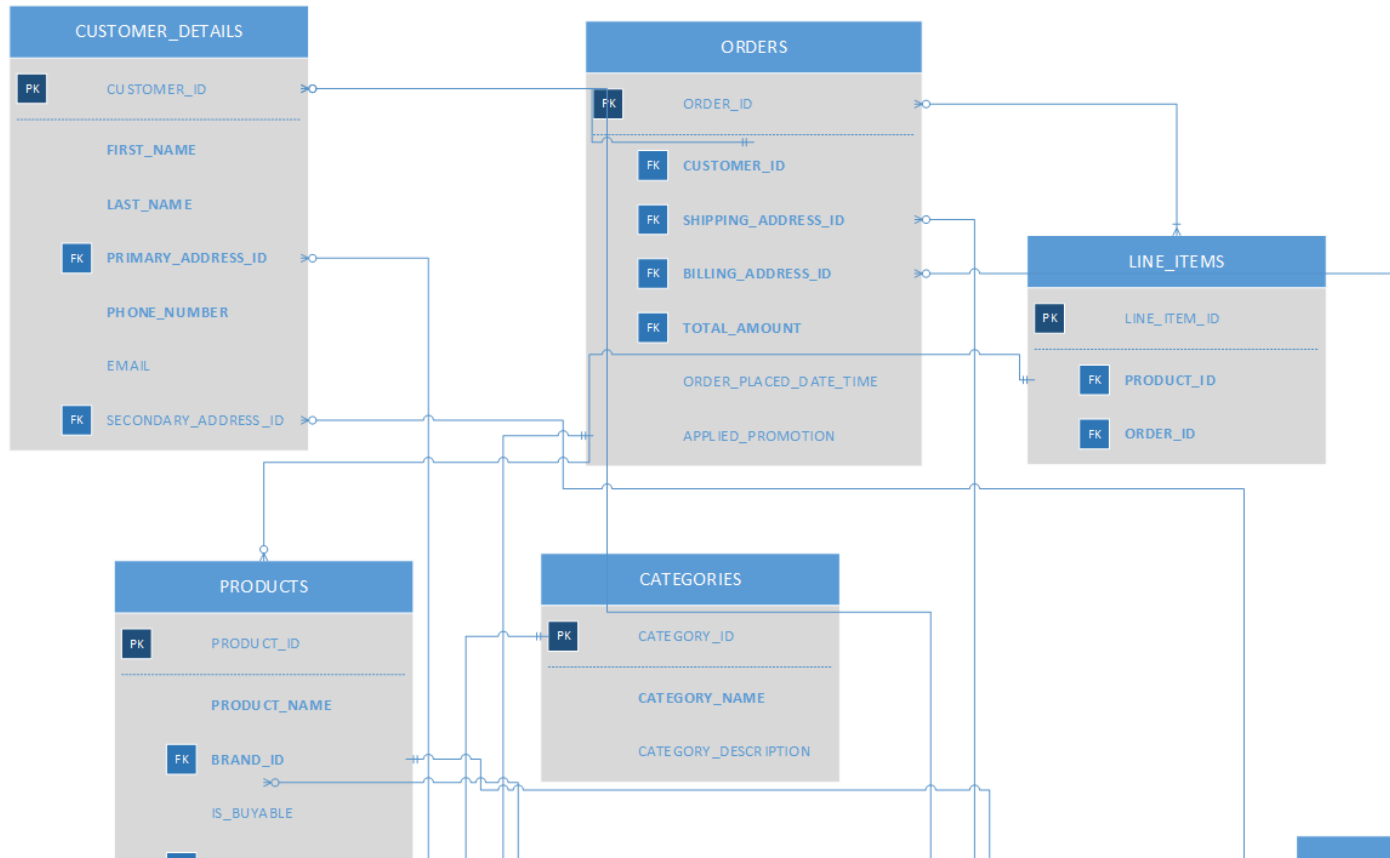 CUSTOMER_DETAILS
PK CUSTOMER_ID
FIRST_NAME
LAST_NAME
FK PRIMARY_ADDRESS_ID
PHONE_NUMBER
EMAIL
FK SECONDARY_ADDRESS_ID
ORDERS
PK ORDER_ID
FK CUSTOMER_ID
FK SHIPPING_ADDRESS_ID
FK BILLING_ADDRESS_ID
FK TOTAL_AMOUNT
ORDER_PLACED_DATE_TIME
APPLIED_PROMOTION
LINE_ITEMS
PK LINE_ITEM_ID
FK PRODUCT_ID
FK ORDER_ID
PRODUCTS
PK PRODUCT_ID
PRODUCT_NAME
FK BRAND_ID
IS_BUYABLE
CATEGORIES
PK CATEGORY_ID
CATEGORY_NAME
CATEGORY_DESCRIPTION